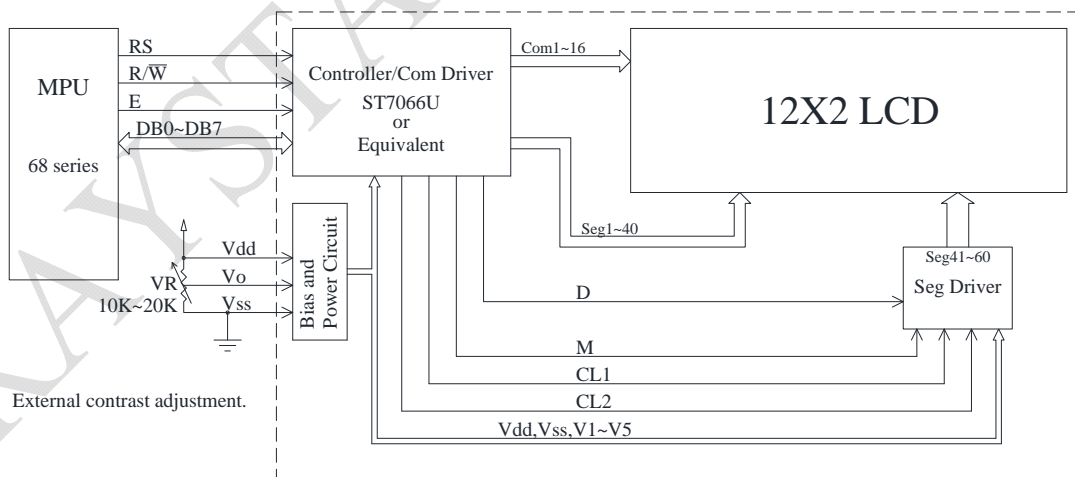 MPU
68 series
RS
R/W̅
E
DB0~DB7
Controller/Com Driver
ST7066U
or
Equivalent
Com1~16
12X2 LCD
Seg1~40
Seg41~60
Seg Driver
Vdd
Vo
Vss
VR
10K~20K
Bias and
Power Circuit
D
M
CL1
CL2
Vdd,Vss,V1~V5
External contrast adjustment.
RAYSTA